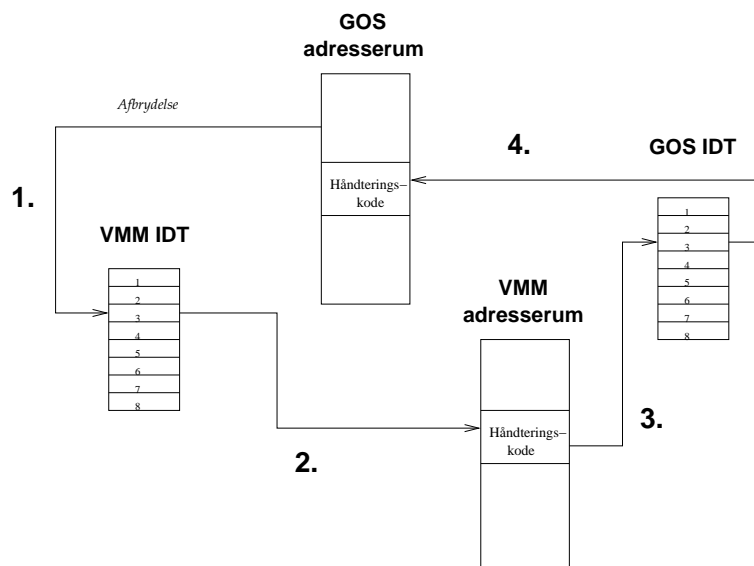 GOS
adresserum
Afbrydelse
4.
GOS IDT
Håndterings–
kode
1.
1
2
3
4
5
6
7
8
VMM IDT
1
2
3
4
5
6
7
8
VMM
adresserum
Håndterings–
kode
3.
2.